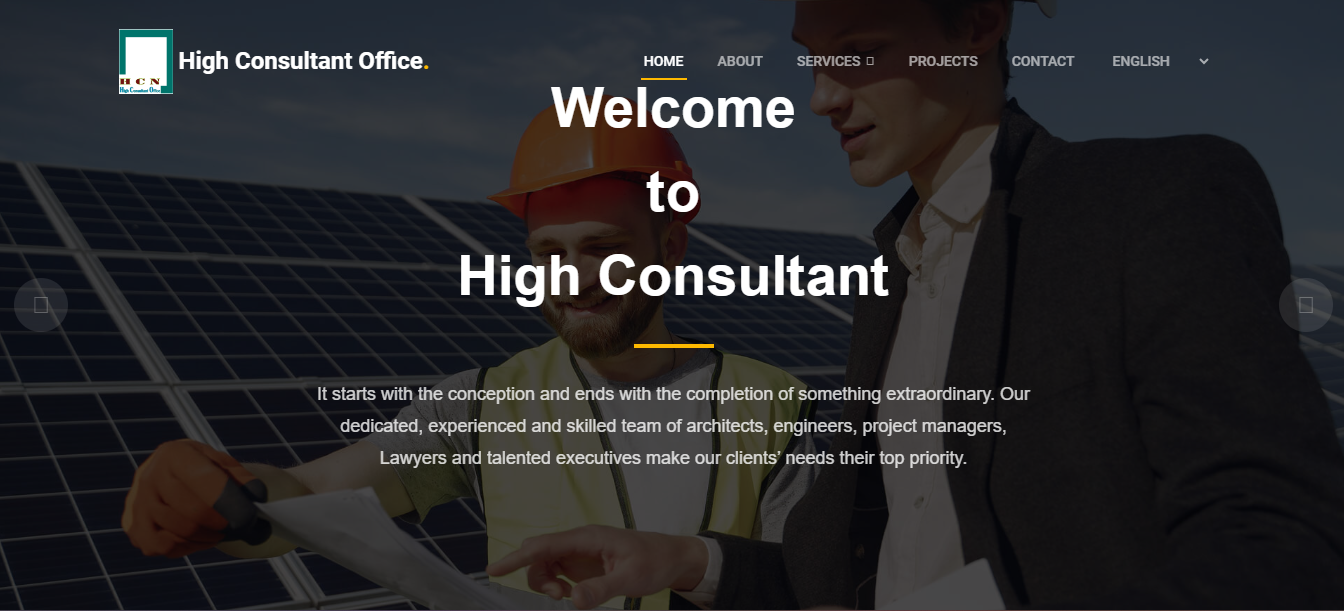 High Consultant Office.
H C N
High Consultant Office
HOME ABOUT SERVICES PROJECTS CONTACT ENGLISH
Welcome
to
High Consultant
It starts with the conception and ends with the completion of something extraordinary. Our
dedicated, experienced and skilled team of architects, engineers, project managers,
Lawyers and talented executives make our clients' needs their top priority.